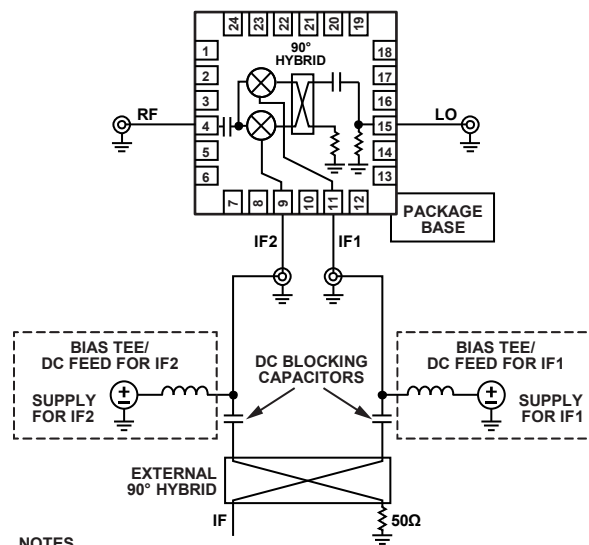 24 23 22 21 20 19
1
2
3
4
5
6
90°
HYBRID
18
17
16
15
14
13
RF
LO
7 8 9 10 11 12
PACKAGE
BASE
IF2
IF1
BIAS TEE/
DC FEED FOR IF2
SUPPLY
FOR IF2
DC BLOCKING
CAPACITORS
BIAS TEE/
DC FEED FOR IF1
SUPPLY
FOR IF1
EXTERNAL
90° HYBRID
IF
50Ω
NOTES